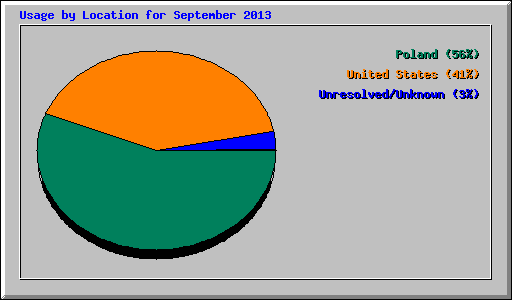 Usage by Location for September 2013
Poland (56%)
United States (41%)
Unresolved/Unknown (3%)